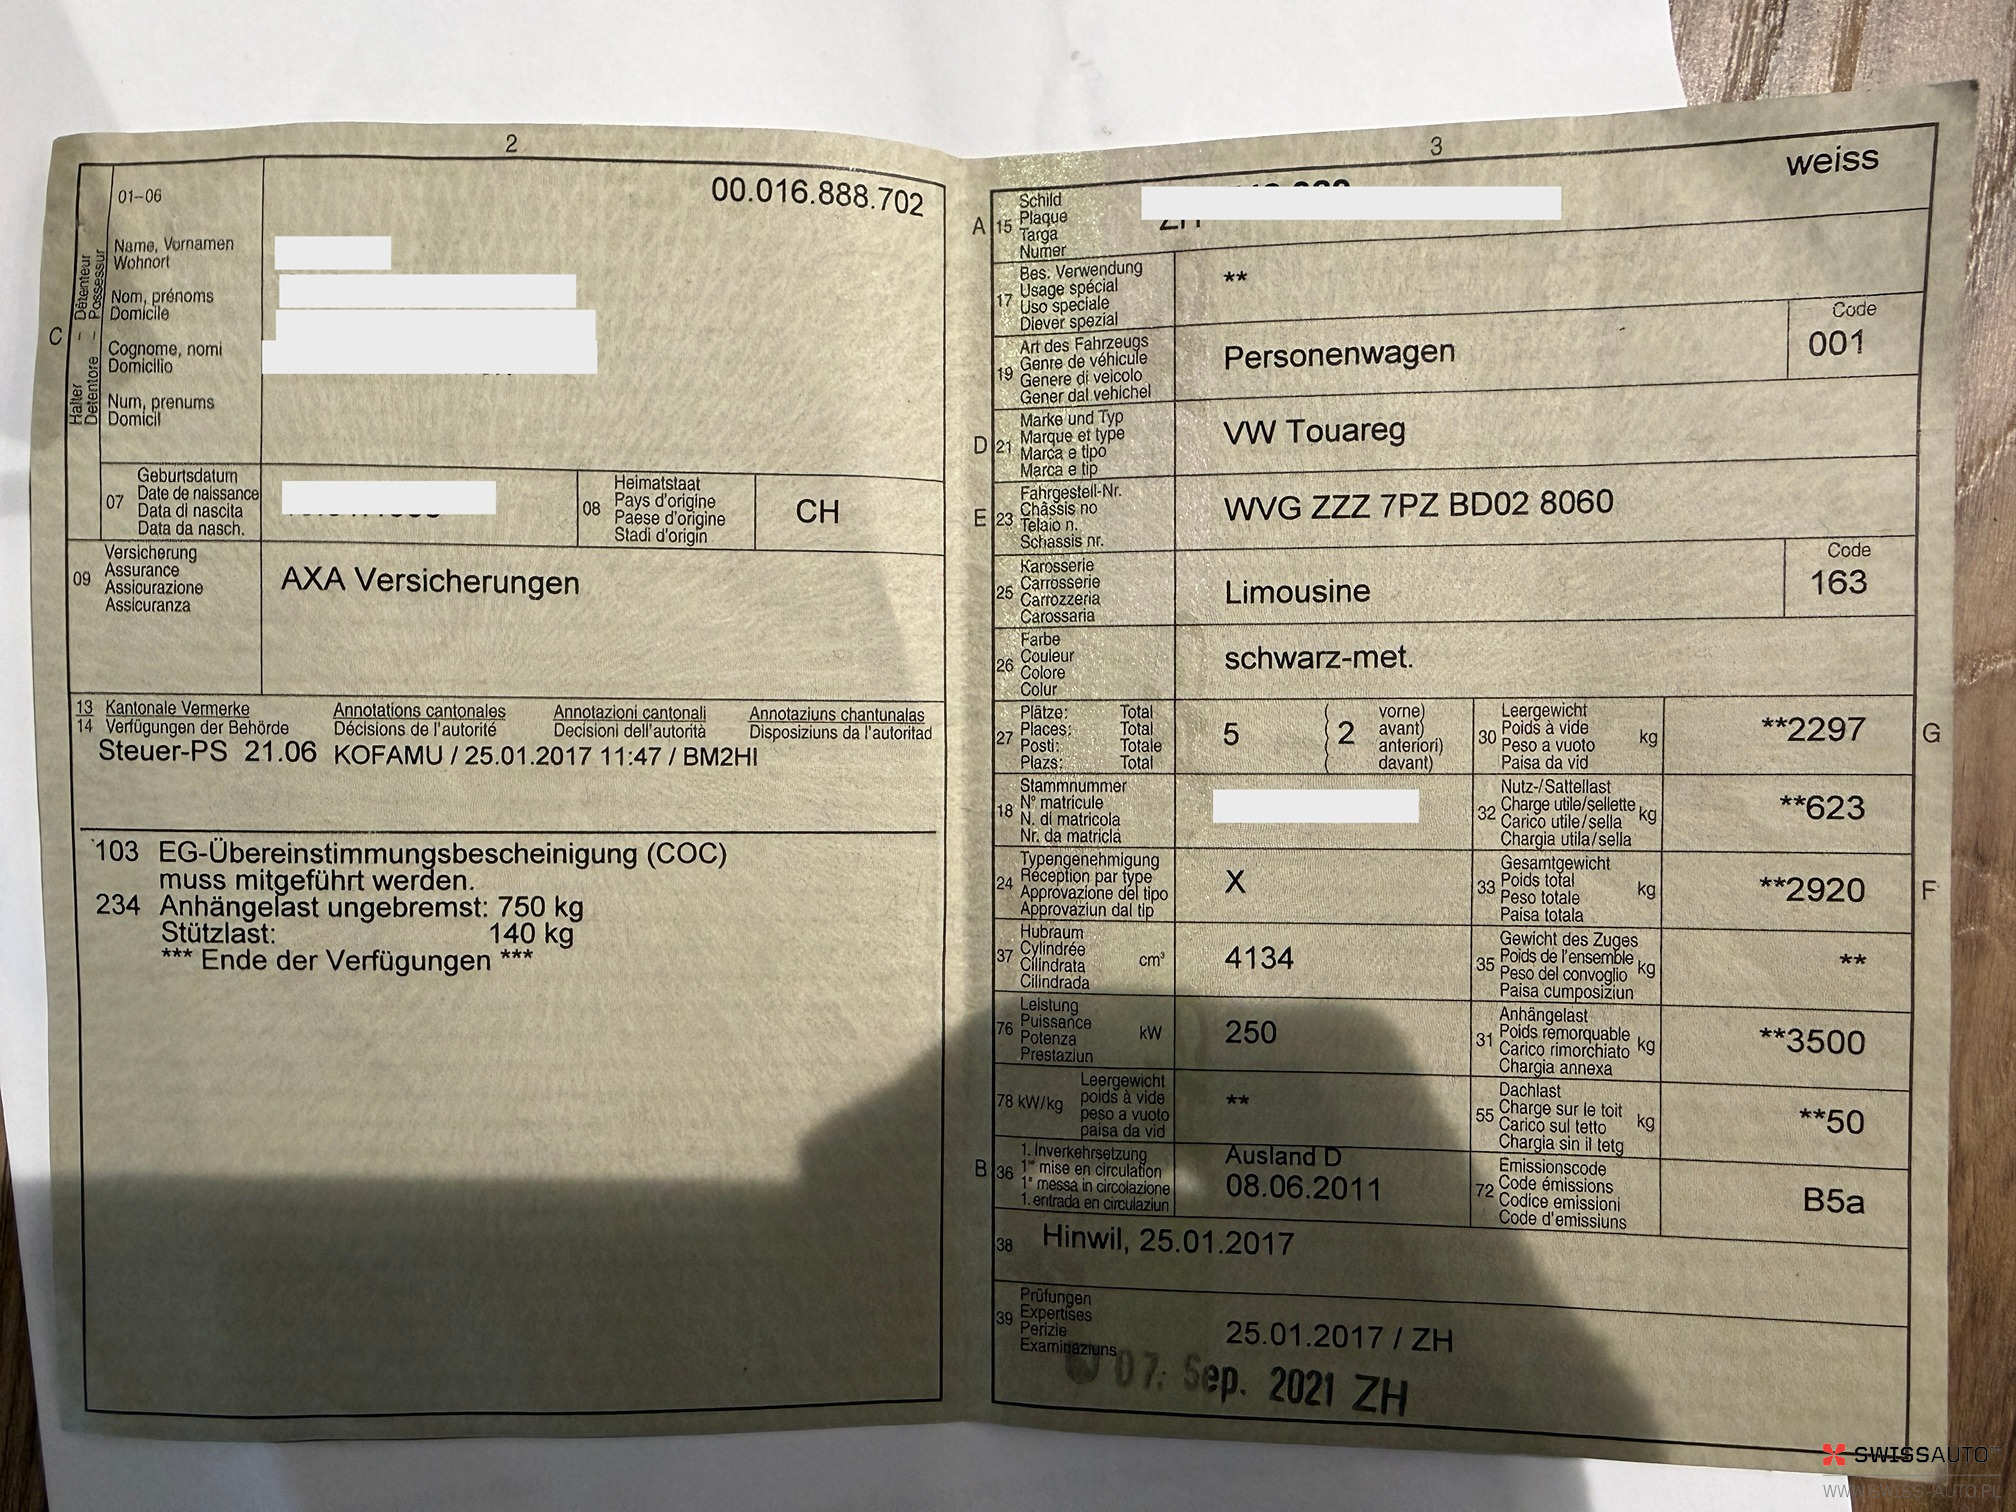 2
01–06
00.016.888.702
Halter – Détenteur
Detentore – Possessur
C
Name, Vornamen
Wohnort
Nom, prénoms
Domicile
Cognome, nomi
Domicilio
Num, prenums
Domicil
07
Geburtsdatum
Date de naissance
Data di nascita
Data da nasch.
08
Heimatstaat
Pays d'origine
Paese d'origine
Stadi d'origin
CH
09
Versicherung
Assurance
Assicurazione
Assicuranza
AXA Versicherungen
13 Kantonale Vermerke Annotations cantonales Annotazioni cantonali Annotaziuns chantunalas
14 Verfügungen der Behörde Décisions de l'autorité Decisioni dell'autorità Disposiziuns da l'autoritad
Steuer-PS 21.06 KOFAMU / 25.01.2017 11:47 / BM2HI
103 EG-Übereinstimmungsbescheinigung (COC)
muss mitgeführt werden.
234 Anhängelast ungebremst: 750 kg
Stützlast: 140 kg
*** Ende der Verfügungen ***
3
weiss
A 15
Schild
Plaque
Targa
Numer
ZH
17
Bes. Verwendung
Usage spécial
Uso speciale
Diever spezial
**
19
Art des Fahrzeugs
Genre de véhicule
Genere di veicolo
Gener dal vehichel
Personenwagen
Code
001
D 21
Marke und Typ
Marque et type
Marca e tipo
Marca e tip
VW Touareg
E 23
Fahrgestell-Nr.
Châssis no
Telaio n.
Schassis nr.
WVG ZZZ 7PZ BD02 8060
25
Karosserie
Carrosserie
Carrozzeria
Carossaria
Limousine
Code
163
26
Farbe
Couleur
Colore
Colur
schwarz-met.
27
Plätze: Total
Places: Total
Posti: Totale
Plazs: Total
5
2
vorne)
avant)
anteriori)
davant)
30
Leergewicht
Poids à vide
Peso a vuoto
Paisa da vid
kg
**2297
G
18
Stammnummer
N° matricule
N. di matricola
Nr. da matricla
32
Nutz-/Sattellast
Charge utile/sellette
Carico utile/sella
Chargia utila/sella
kg
**623
24
Typengenehmigung
Réception par type
Approvazione del tipo
Approvaziun dal tip
X
33
Gesamtgewicht
Poids total
Peso totale
Paisa totala
kg
**2920
F
37
Hubraum
Cylindrée
Cilindrata
Cilindrada
cm³
4134
35
Gewicht des Zuges
Poids de l'ensemble
Peso del convoglio
Paisa cumposiziun
kg
**
76
Leistung
Puissance
Potenza
Prestaziun
kW
250
31
Anhängelast
Poids remorquable
Carico rimorchiato
Chargia annexa
kg
**3500
78 kW/kg
Leergewicht
poids à vide
peso a vuoto
paisa da vid
**
55
Dachlast
Charge sur le toit
Carico sul tetto
Chargia sin il tetg
kg
**50
B 36
1. Inverkehrsetzung
1re mise en circulation
1a messa in circolazione
1. entrada en circulaziun
Ausland D
08.06.2011
72
Emissionscode
Code émissions
Codice emissioni
Code d'emissiuns
B5a
38
Hinwil, 25.01.2017
39
Prüfungen
Expertises
Perizie
Examinaziuns
25.01.2017 / ZH
07. Sep. 2021 ZH
SWISSAUTO
WWW.SWISS-AUTO.PL